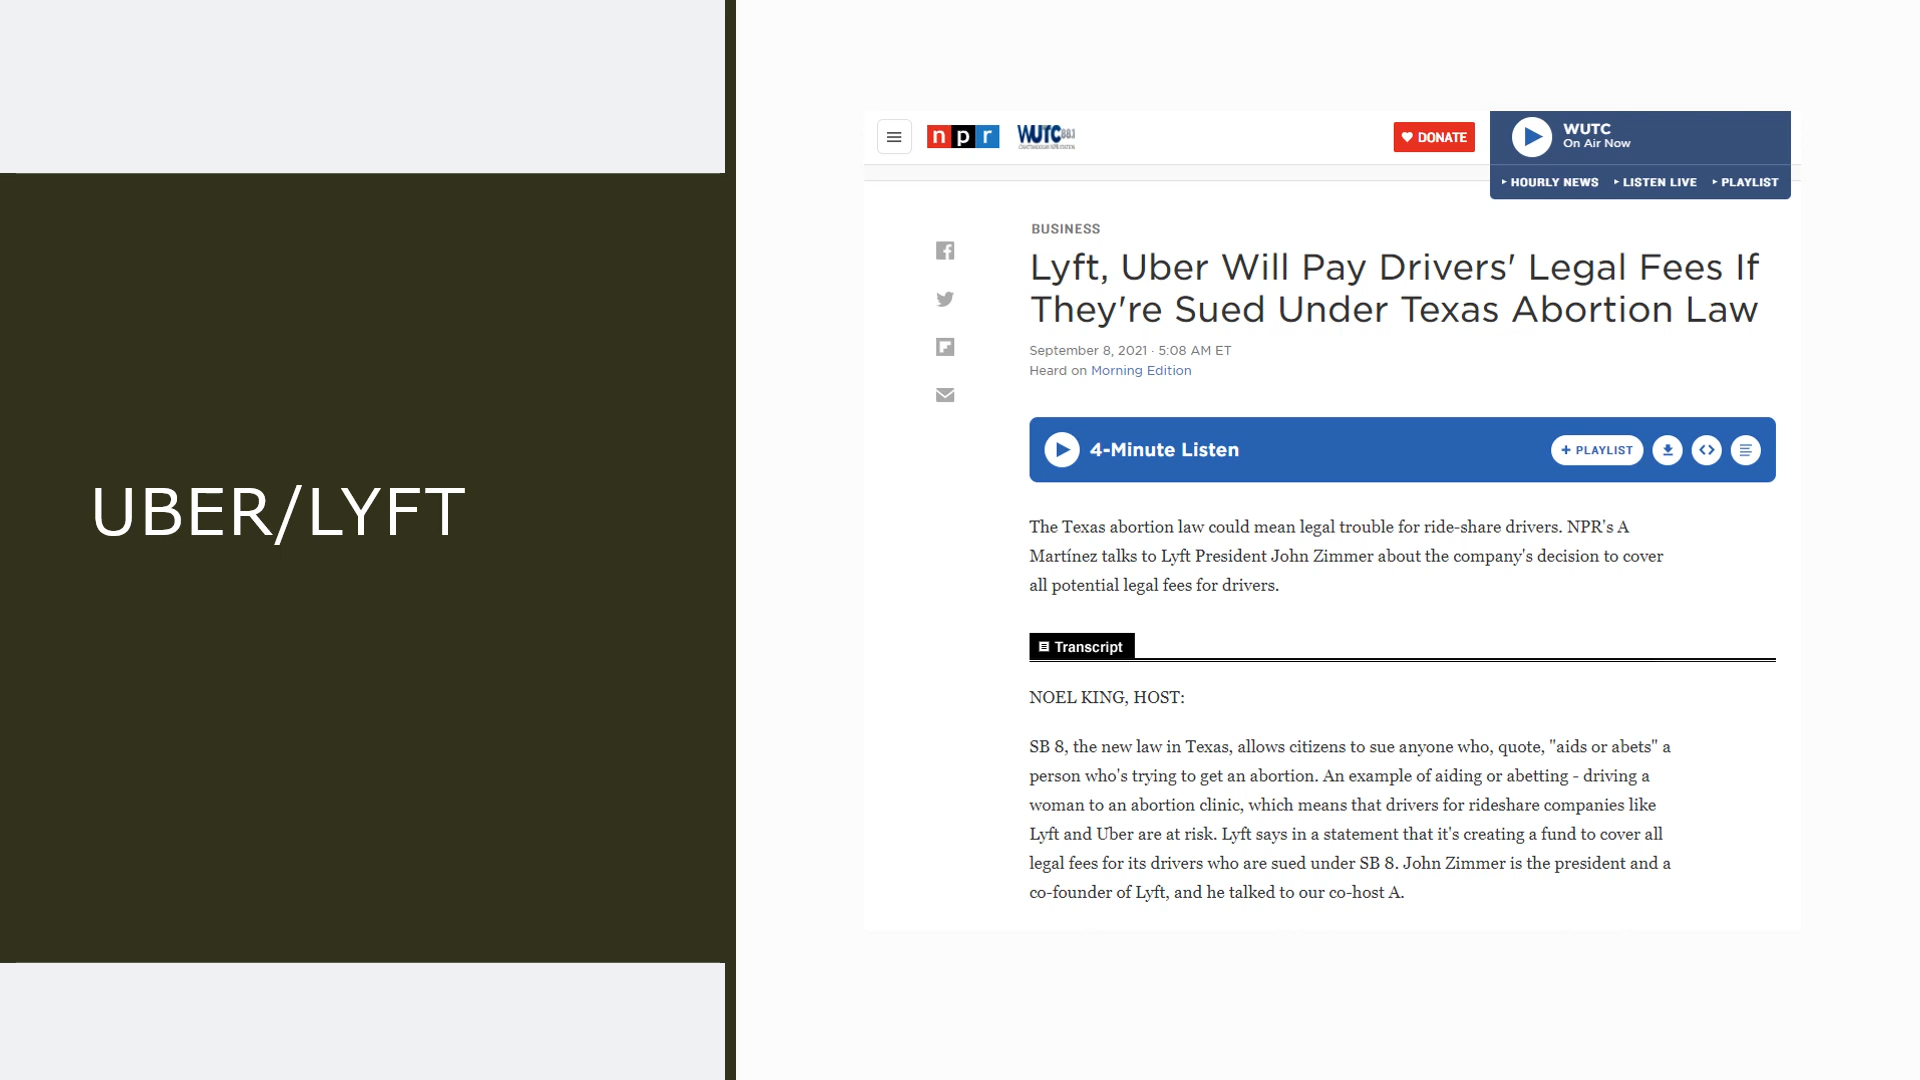 UBER/LYFT
npr
WUTC 88.1
DONATE
WUTC
On Air Now
HOURLY NEWS
LISTEN LIVE
PLAYLIST
BUSINESS
Lyft, Uber Will Pay Drivers' Legal Fees If
They're Sued Under Texas Abortion Law
September 8, 2021 · 5:08 AM ET
Heard on Morning Edition
4-Minute Listen
+ PLAYLIST
The Texas abortion law could mean legal trouble for ride-share drivers. NPR's A
Martínez talks to Lyft President John Zimmer about the company's decision to cover
all potential legal fees for drivers.
Transcript
NOEL KING, HOST:
SB 8, the new law in Texas, allows citizens to sue anyone who, quote, "aids or abets" a
person who's trying to get an abortion. An example of aiding or abetting - driving a
woman to an abortion clinic, which means that drivers for rideshare companies like
Lyft and Uber are at risk. Lyft says in a statement that it's creating a fund to cover all
legal fees for its drivers who are sued under SB 8. John Zimmer is the president and a
co-founder of Lyft, and he talked to our co-host A.